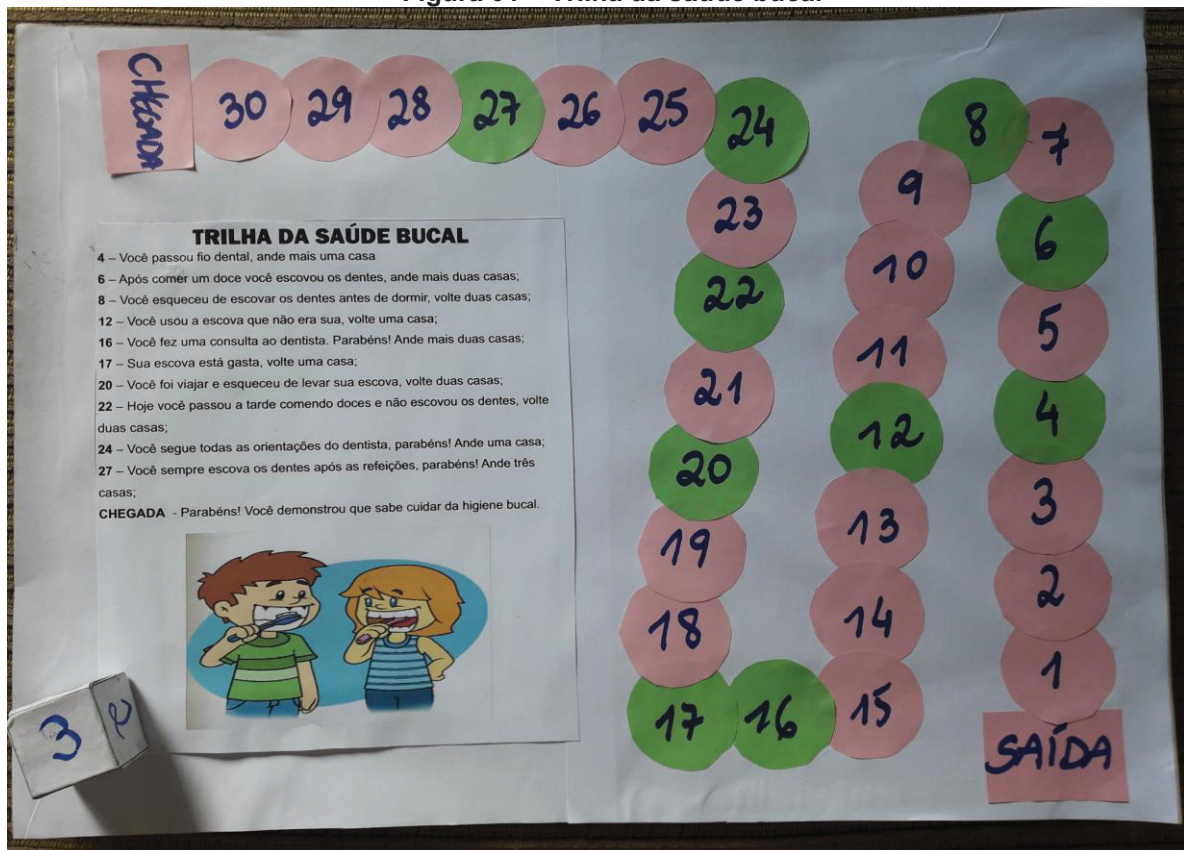 Figura – Trilha da saúde bucal
CHEGADA
30 29 28 27 26 25 24
23
22
21
20
19
18
17 16 15
14
13
12
11
10
9
8 7
6
5
4
3
2
1
SAÍDA
TRILHA DA SAÚDE BUCAL
4 – Você passou fio dental, ande mais uma casa
6 – Após comer um doce você escovou os dentes, ande mais duas casas;
8 – Você esqueceu de escovar os dentes antes de dormir, volte duas casas;
12 – Você usou a escova que não era sua, volte uma casa;
16 – Você fez uma consulta ao dentista. Parabéns! Ande mais duas casas;
17 – Sua escova está gasta, volte uma casa;
20 – Você foi viajar e esqueceu de levar sua escova, volte duas casas;
22 – Hoje você passou a tarde comendo doces e não escovou os dentes, volte
duas casas;
24 – Você segue todas as orientações do dentista, parabéns! Ande uma casa;
27 – Você sempre escova os dentes após as refeições, parabéns! Ande três
casas;
CHEGADA - Parabéns! Você demonstrou que sabe cuidar da higiene bucal.
3 2